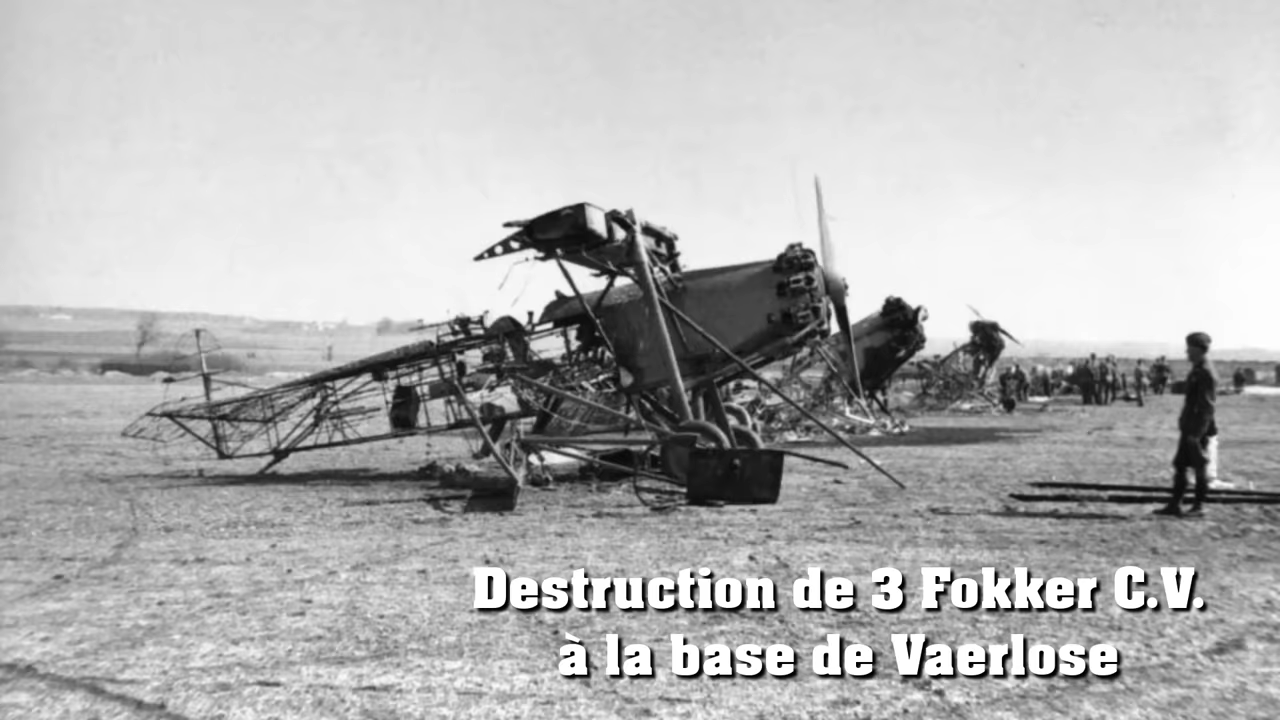 Destruction de 3 Fokker C.V.
à la base de Vaerlose